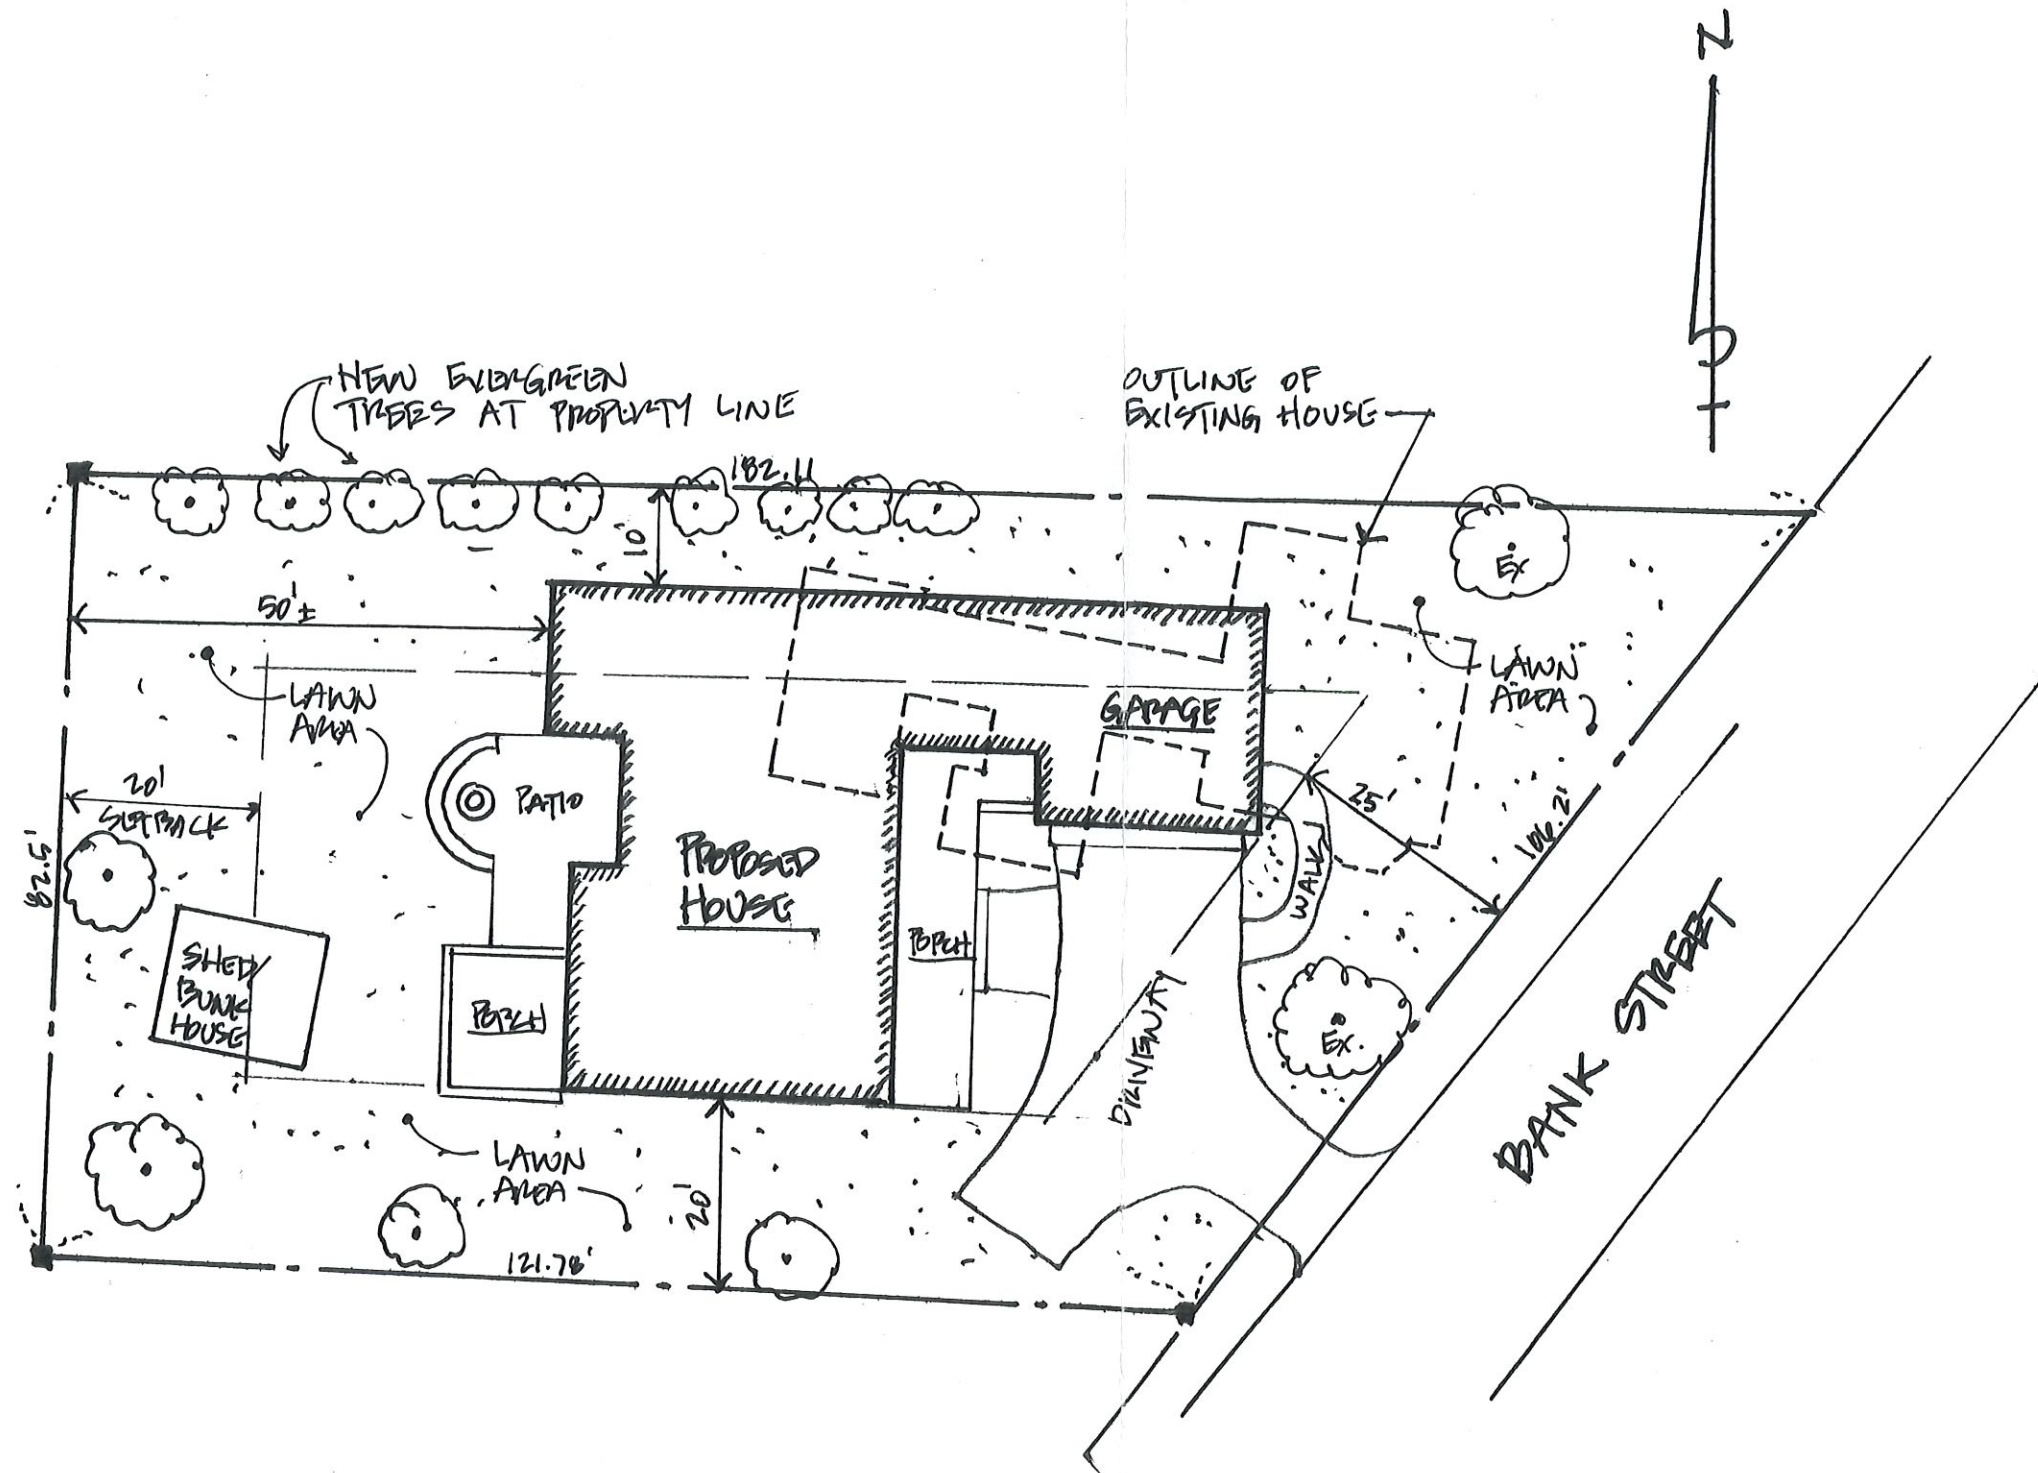 N
NEW EVERGREEN
TREES AT PROPERTY LINE
OUTLINE OF
EXISTING HOUSE
182.11
10'
Ex
50'±
LAWN
AREA
LAWN
AREA
GARAGE
20'
SETBACK
PATIO
25'
106.2'
82.5'
PROPOSED
HOUSE
WALK
SHED/
BUNK
HOUSE
PORCH
PORCH
Ex.
DRIVEWAY
BANK STREET
LAWN
AREA
20'
121.78'